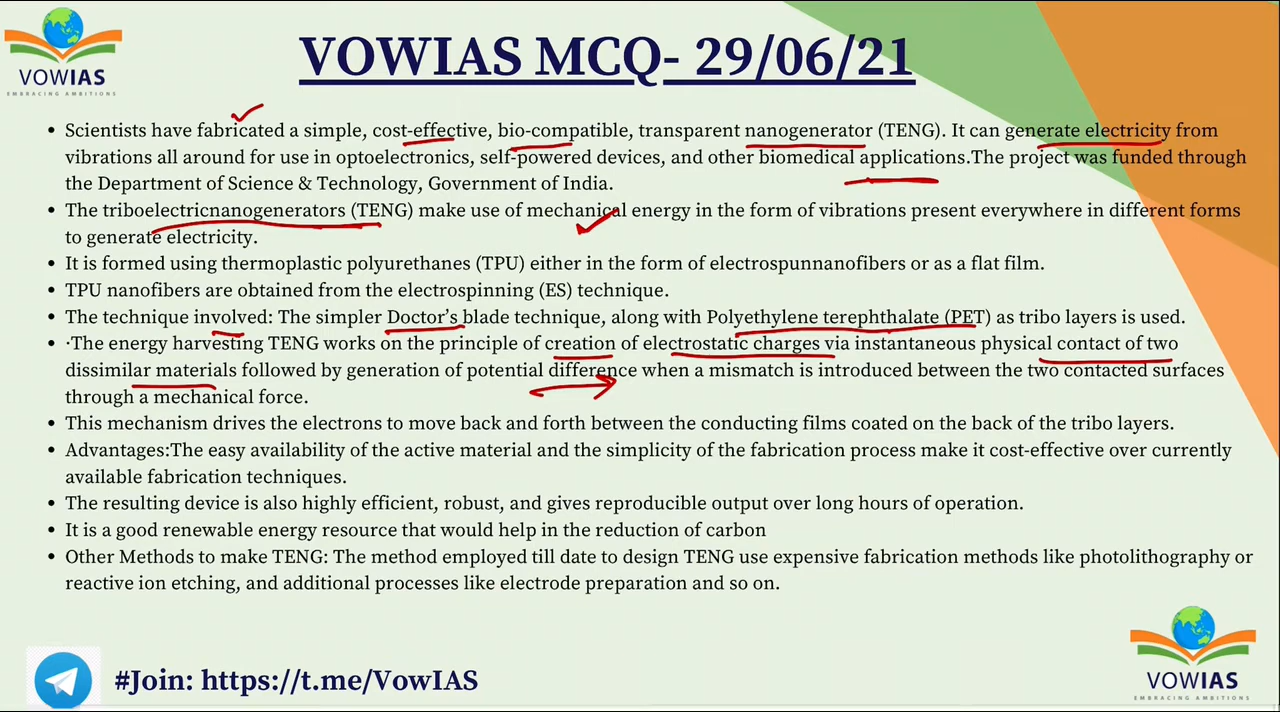 VOWIAS
EMBRACING AMBITIONS
VOWIAS MCQ- 29/06/21
• Scientists have fabricated a simple, cost-effective, bio-compatible, transparent nanogenerator (TENG). It can generate electricity from
vibrations all around for use in optoelectronics, self-powered devices, and other biomedical applications.The project was funded through
the Department of Science & Technology, Government of India.
• The triboelectricnanogenerators (TENG) make use of mechanical energy in the form of vibrations present everywhere in different forms
to generate electricity.
• It is formed using thermoplastic polyurethanes (TPU) either in the form of electrospunnanofibers or as a flat film.
• TPU nanofibers are obtained from the electrospinning (ES) technique.
• The technique involved: The simpler Doctor’s blade technique, along with Polyethylene terephthalate (PET) as tribo layers is used.
• ·The energy harvesting TENG works on the principle of creation of electrostatic charges via instantaneous physical contact of two
dissimilar materials followed by generation of potential difference when a mismatch is introduced between the two contacted surfaces
through a mechanical force.
• This mechanism drives the electrons to move back and forth between the conducting films coated on the back of the tribo layers.
• Advantages:The easy availability of the active material and the simplicity of the fabrication process make it cost-effective over currently
available fabrication techniques.
• The resulting device is also highly efficient, robust, and gives reproducible output over long hours of operation.
• It is a good renewable energy resource that would help in the reduction of carbon
• Other Methods to make TENG: The method employed till date to design TENG use expensive fabrication methods like photolithography or
reactive ion etching, and additional processes like electrode preparation and so on.
#Join: https://t.me/VowIAS
VOWIAS
EMBRACING AMBITIONS